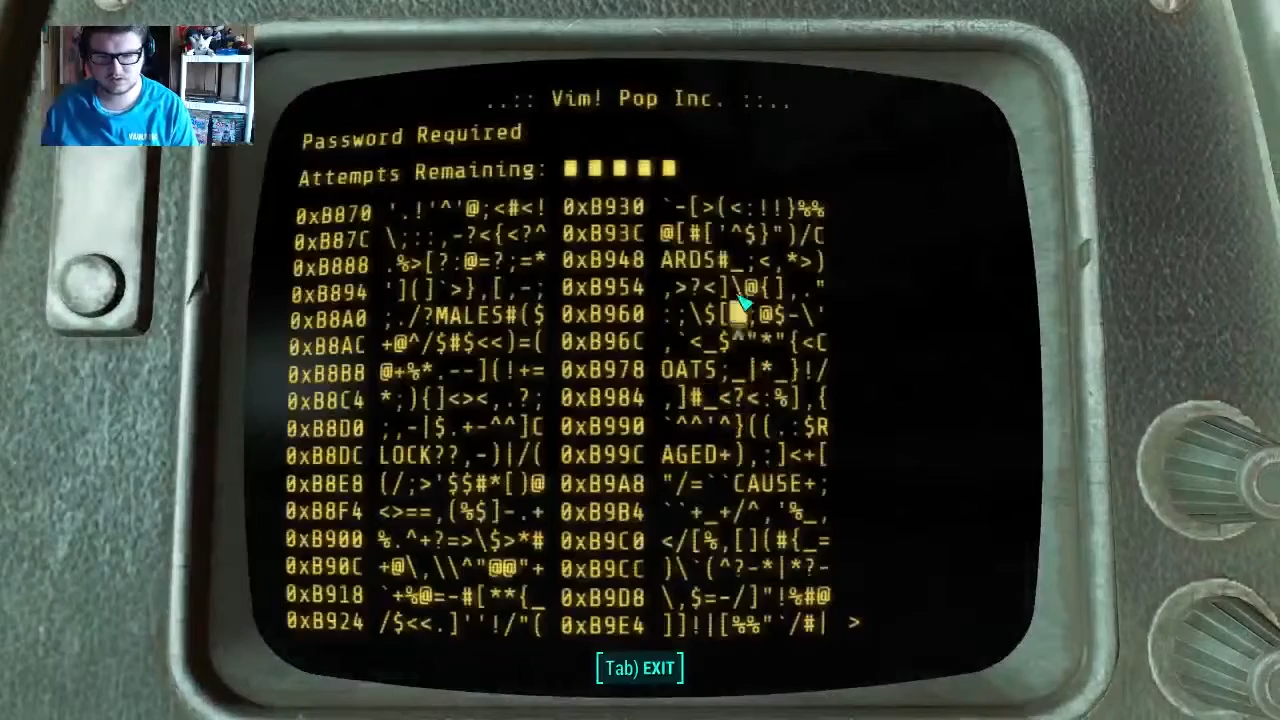 ..:: Vim! Pop Inc. ::..
Password Required
Attempts Remaining:
0xB870 '.!'^'@;<#<! 0xB930 `-[>(<:!!}%%
0xB87C \;::,-?<{<?^ 0xB93C @[#['^$}")/C
0xB888 .%>[?:@=?;=* 0xB948 ARDS#_;<,*>)
0xB894 '](]`>},[,-; 0xB954 ,>?<]\@{],."
0xB8A0 ;./?MALES#($ 0xB960 :;\$[ ;@$-\'
0xB8AC +@^/$#$<<)=( 0xB96C ,`<_$^"*"{<C
0xB8B8 @+%*.--](!+= 0xB978 OATS;_|*_}!/
0xB8C4 *;){]<><,.?; 0xB984 ,]#_<?<:%],{
0xB8D0 ;,-|$.+-^^]C 0xB990 `^^'^}((.:$R
0xB8DC LOCK??,-)|/( 0xB99C AGED+),:]<+[
0xB8E8 (/;>'$$#*[)@ 0xB9A8 "/=``CAUSE+;
0xB8F4 <>==,(%$]-.+ 0xB9B4 ``+_+/^,'%_,
0xB900 %.^+?=>\$>*# 0xB9C0 </[%,[](#{_=
0xB90C +@\,\\^"@@"+ 0xB9CC )\`(^?-*|*?-
0xB918 `+%@=-#[**{_ 0xB9D8 \,$=-/]"!%#@
0xB924 /$<<.]''!/"( 0xB9E4 ]]!|[%%"`/#| >
Tab) EXIT